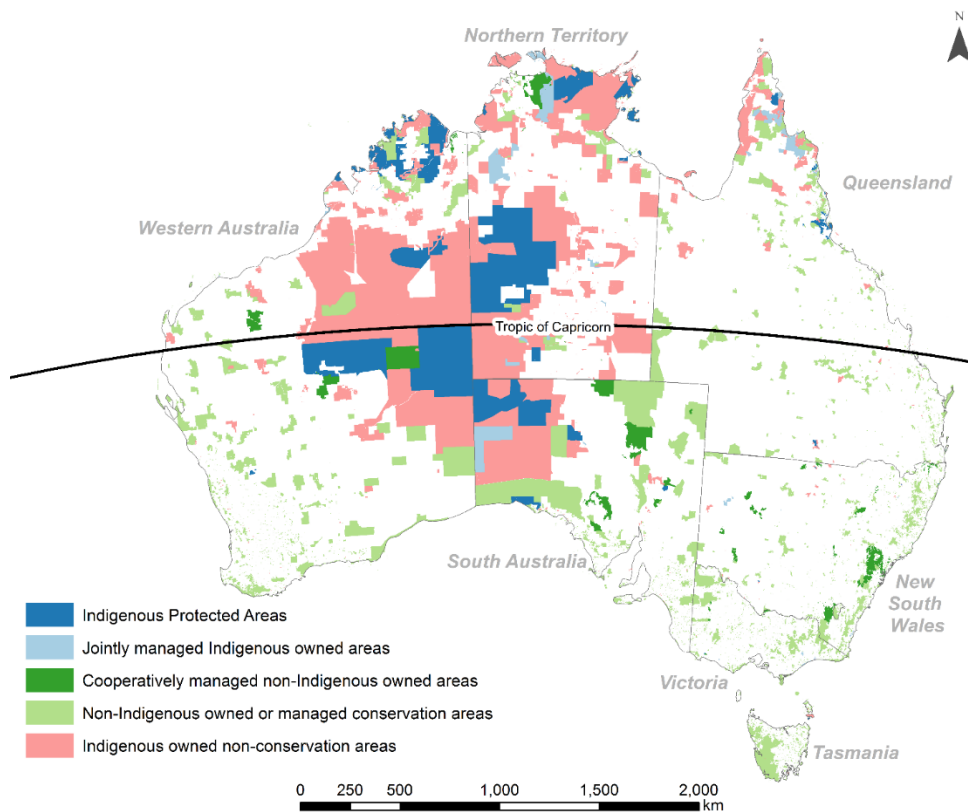 N
Northern Territory
Queensland
Western Australia
Tropic of Capricorn
South Australia
New
South
Wales
Victoria
Tasmania
Indigenous Protected Areas
Jointly managed Indigenous owned areas
Cooperatively managed non-Indigenous owned areas
Non-Indigenous owned or managed conservation areas
Indigenous owned non-conservation areas
0 250 500 1,000 1,500 2,000
km